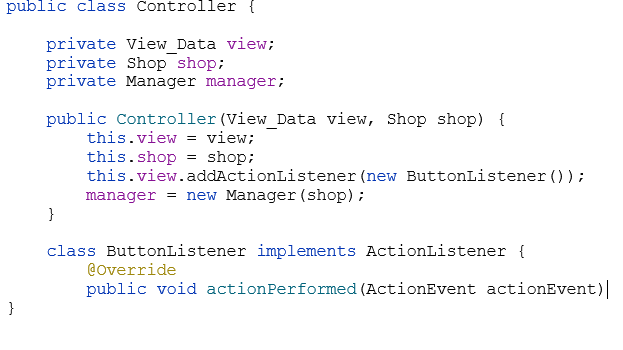 public class Controller {
private View_Data view;
private Shop shop;
private Manager manager;
public Controller(View_Data view, Shop shop) {
this.view = view;
this.shop = shop;
this.view.addActionListener(new ButtonListener());
manager = new Manager(shop);
}
class ButtonListener implements ActionListener {
@Override
public void actionPerformed(ActionEvent actionEvent)
}